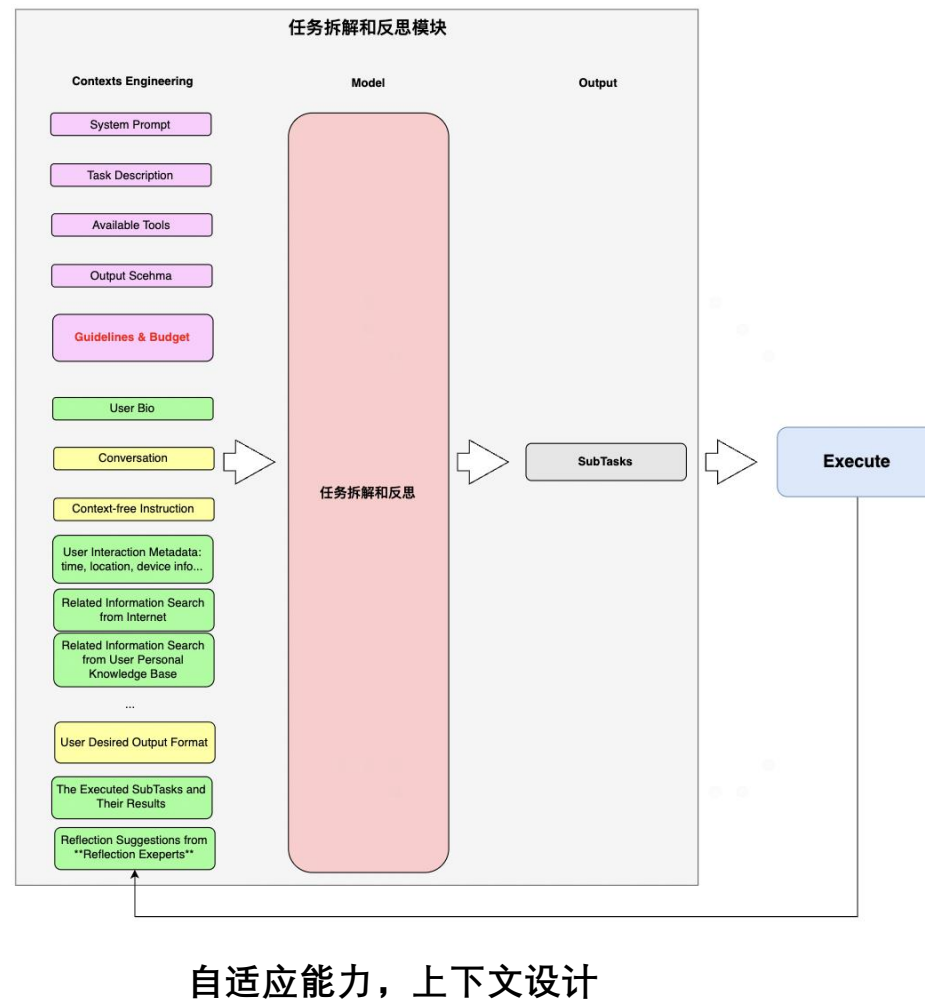 任务拆解和反思模块
Contexts Engineering
Model
Output
System Prompt
Task Description
Available Tools
Output Scehma
Guidelines & Budget
User Bio
Conversation
Context-free Instruction
User Interaction Metadata:
time, location, device info...
Related Information Search
from Internet
Related Information Search
from User Personal
Knowledge Base
...
User Desired Output Format
The Executed SubTasks and
Their Results
Reflection Suggestions from
**Reflection Exeperts**
任务拆解和反思
SubTasks
Execute
自适应能力，上下文设计